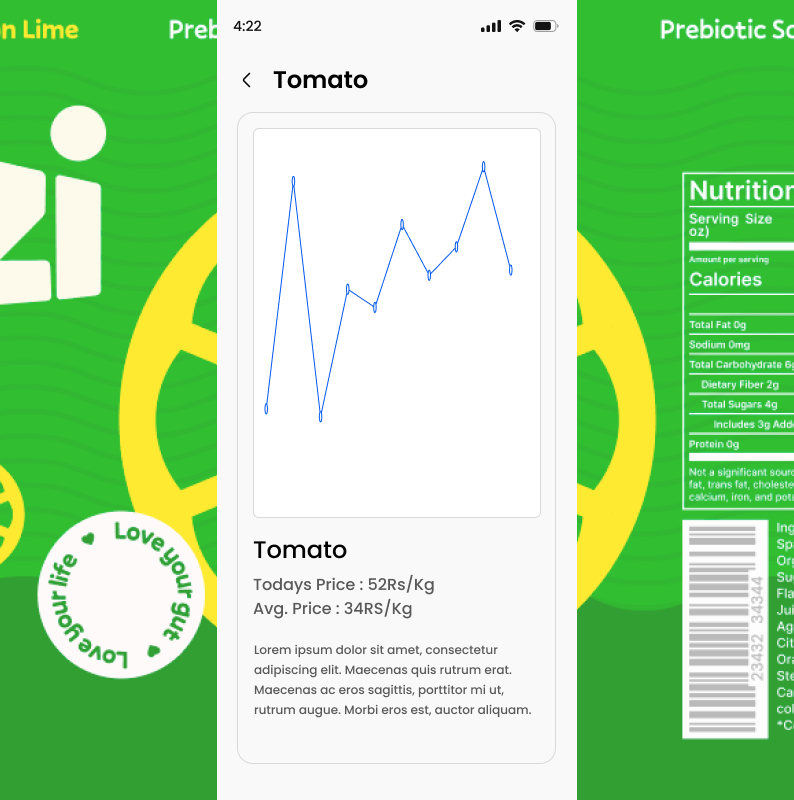 n Lime
Preb
zi
Love your gut
Love your life
4:22
Tomato
Tomato
Todays Price : 52Rs/Kg
Avg. Price : 34RS/Kg
Lorem ipsum dolor sit amet, consectetur
adipiscing elit. Maecenas quis rutrum erat.
Maecenas ac eros sagittis, porttitor mi ut,
rutrum augue. Morbi eros est, auctor aliquam.
Prebiotic So
Nutrition
Serving Size
oz)
Amount per serving
Calories
Total Fat 0g
Sodium 0mg
Total Carbohydrate 6g
Dietary Fiber 2g
Total Sugars 4g
Includes 3g Adde
Protein 0g
Not a significant sourc
fat, trans fat, choleste
calcium, iron, and pot
23432 34344
Ing
Spa
Org
Su
Fla
Jui
Ag
Cit
Ora
Ste
Ca
col
*C